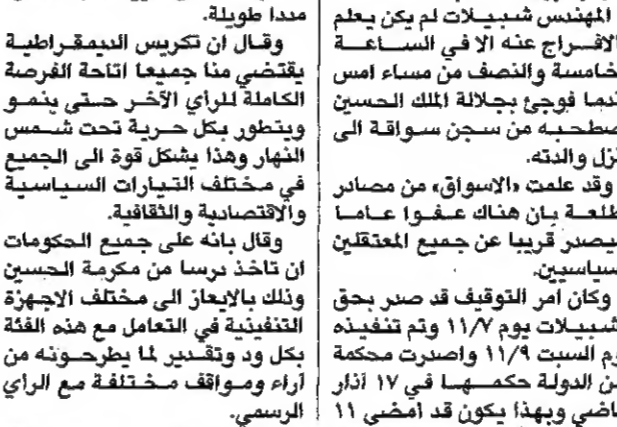 المهندس شبيلات لم يكن يعلم
الافراج عنه الا في الساعة
خامسة والنصف من مساء امس
ندما فوجئ بجلالة الملك الحسين
صطحبه من سجن سواقة الى
نزل والدته.
وقد علمت «الاسواق» من مصادر
طلعة بان هناك عفوا عاما
يصدر قريبا عن جميع المعتقلين
سياسيين.
وكان امر التوقيف قد صدر بحق
شبيلات يوم ١١/٧ وتم تنفيذه
وم السبت ١١/٩ واصدرت محكمة
ن الدولة حكمها في ١٧ آذار
اضي وبهذا يكون قد امضى ١١
مددا طويلة.
وقال ان تكريس الديمقراطية
يقتضي منا جميعا اتاحة الفرصة
الكاملة للرأي الآخر حتى ينمو
ويتطور بكل حرية تحت شمس
النهار وهذا يشكل قوة الى الجميع
في مختلف التيارات السياسية
والاقتصادية والثقافية.
وقال بانه على جميع الحكومات
ان تاخذ درسا من مكرمة الحسين
وذلك بالايعاز الى مختلف الاجهزة
التنفيذية في التعامل مع هذه الفئة
بكل ود وتقدير لما يطرحونه من
آراء ومواقف مختلفة مع الرأي
الرسمي.